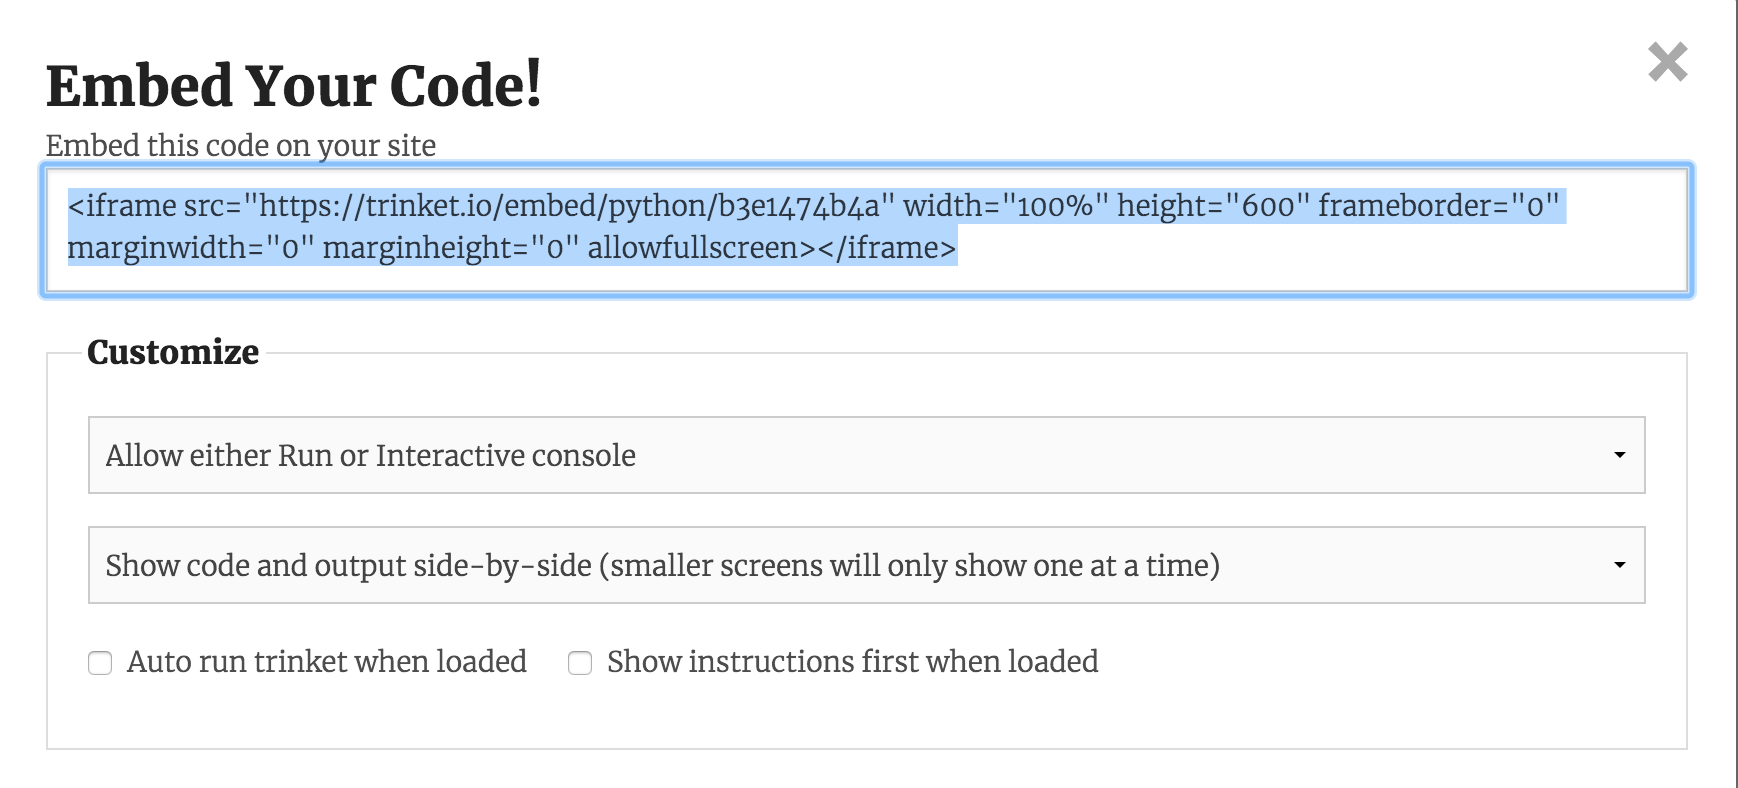 Embed Your Code!
Embed this code on your site
<iframe src="https://trinket.io/embed/python/b3e1474b4a" width="100%" height="600" frameborder="0"
marginwidth="0" marginheight="0" allowfullscreen></iframe>
Customize
Allow either Run or Interactive console
Show code and output side-by-side (smaller screens will only show one at a time)
Auto run trinket when loaded Show instructions first when loaded